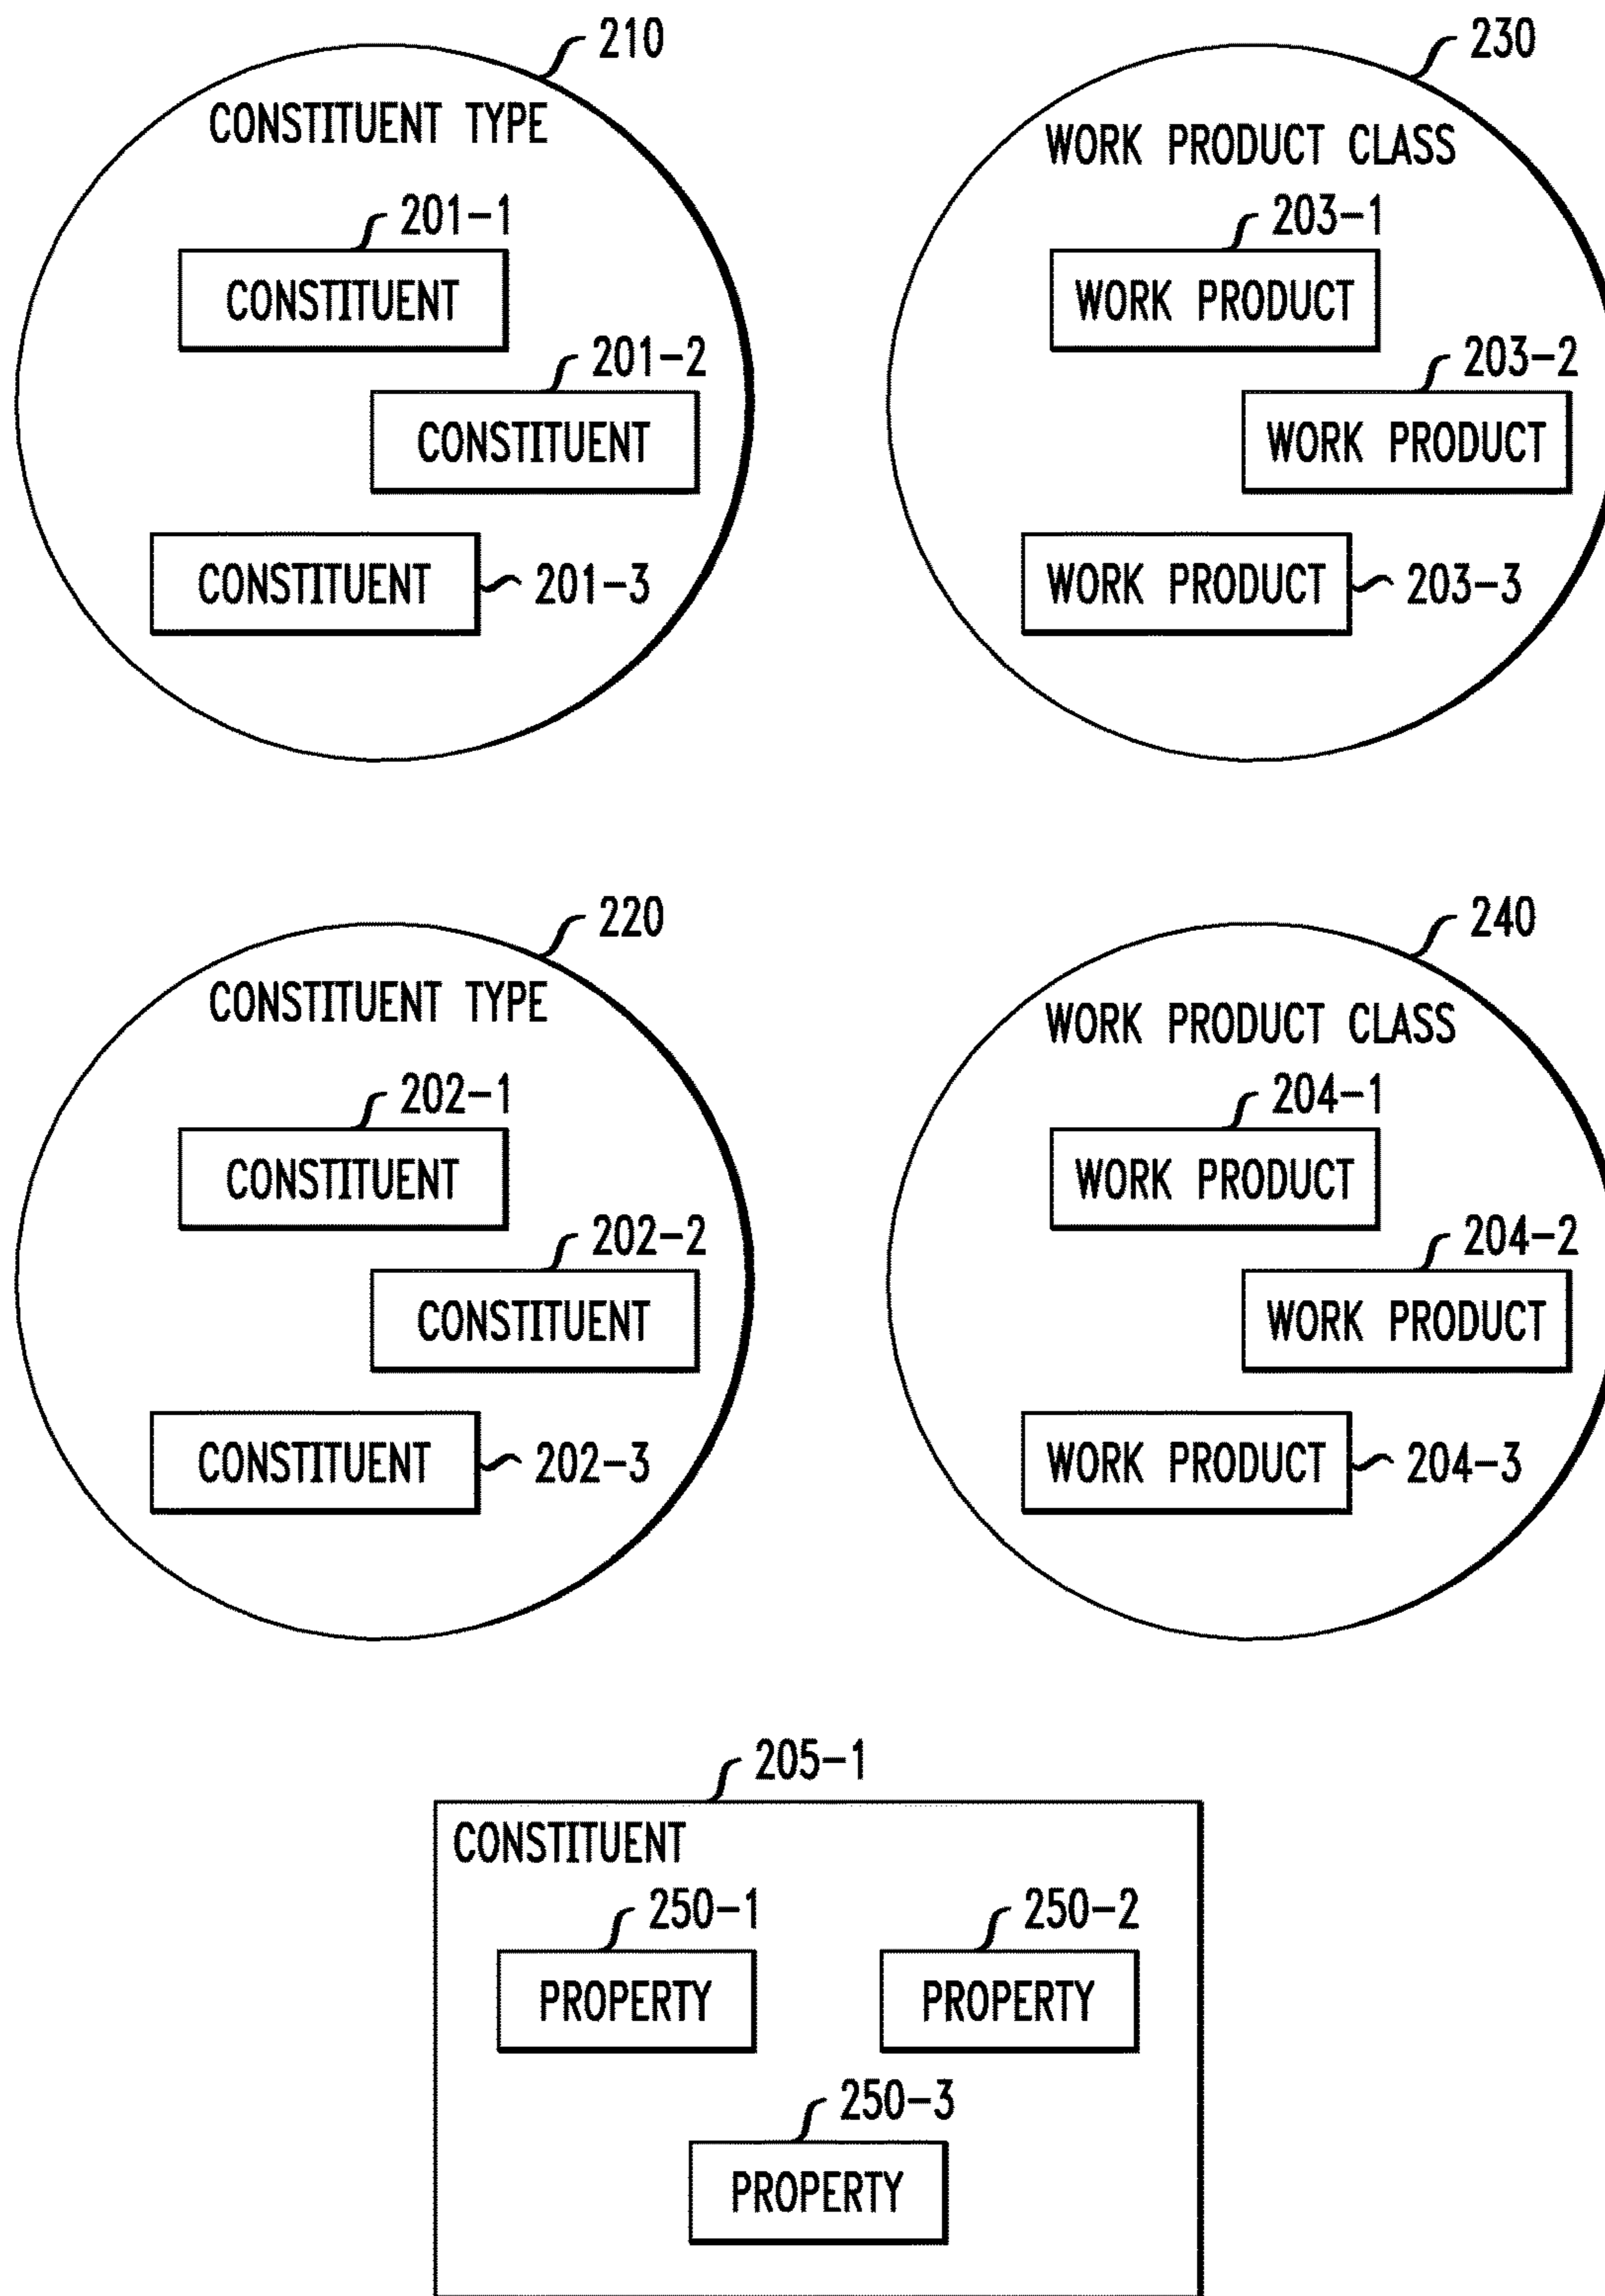 210
CONSTITUENT TYPE
201-1
CONSTITUENT
201-2
CONSTITUENT
CONSTITUENT
201-3
230
WORK PRODUCT CLASS
203-1
WORK PRODUCT
203-2
WORK PRODUCT
WORK PRODUCT
203-3
220
CONSTITUENT TYPE
202-1
CONSTITUENT
202-2
CONSTITUENT
CONSTITUENT
202-3
240
WORK PRODUCT CLASS
204-1
WORK PRODUCT
204-2
WORK PRODUCT
WORK PRODUCT
204-3
205-1
CONSTITUENT
250-1
PROPERTY
250-2
PROPERTY
250-3
PROPERTY